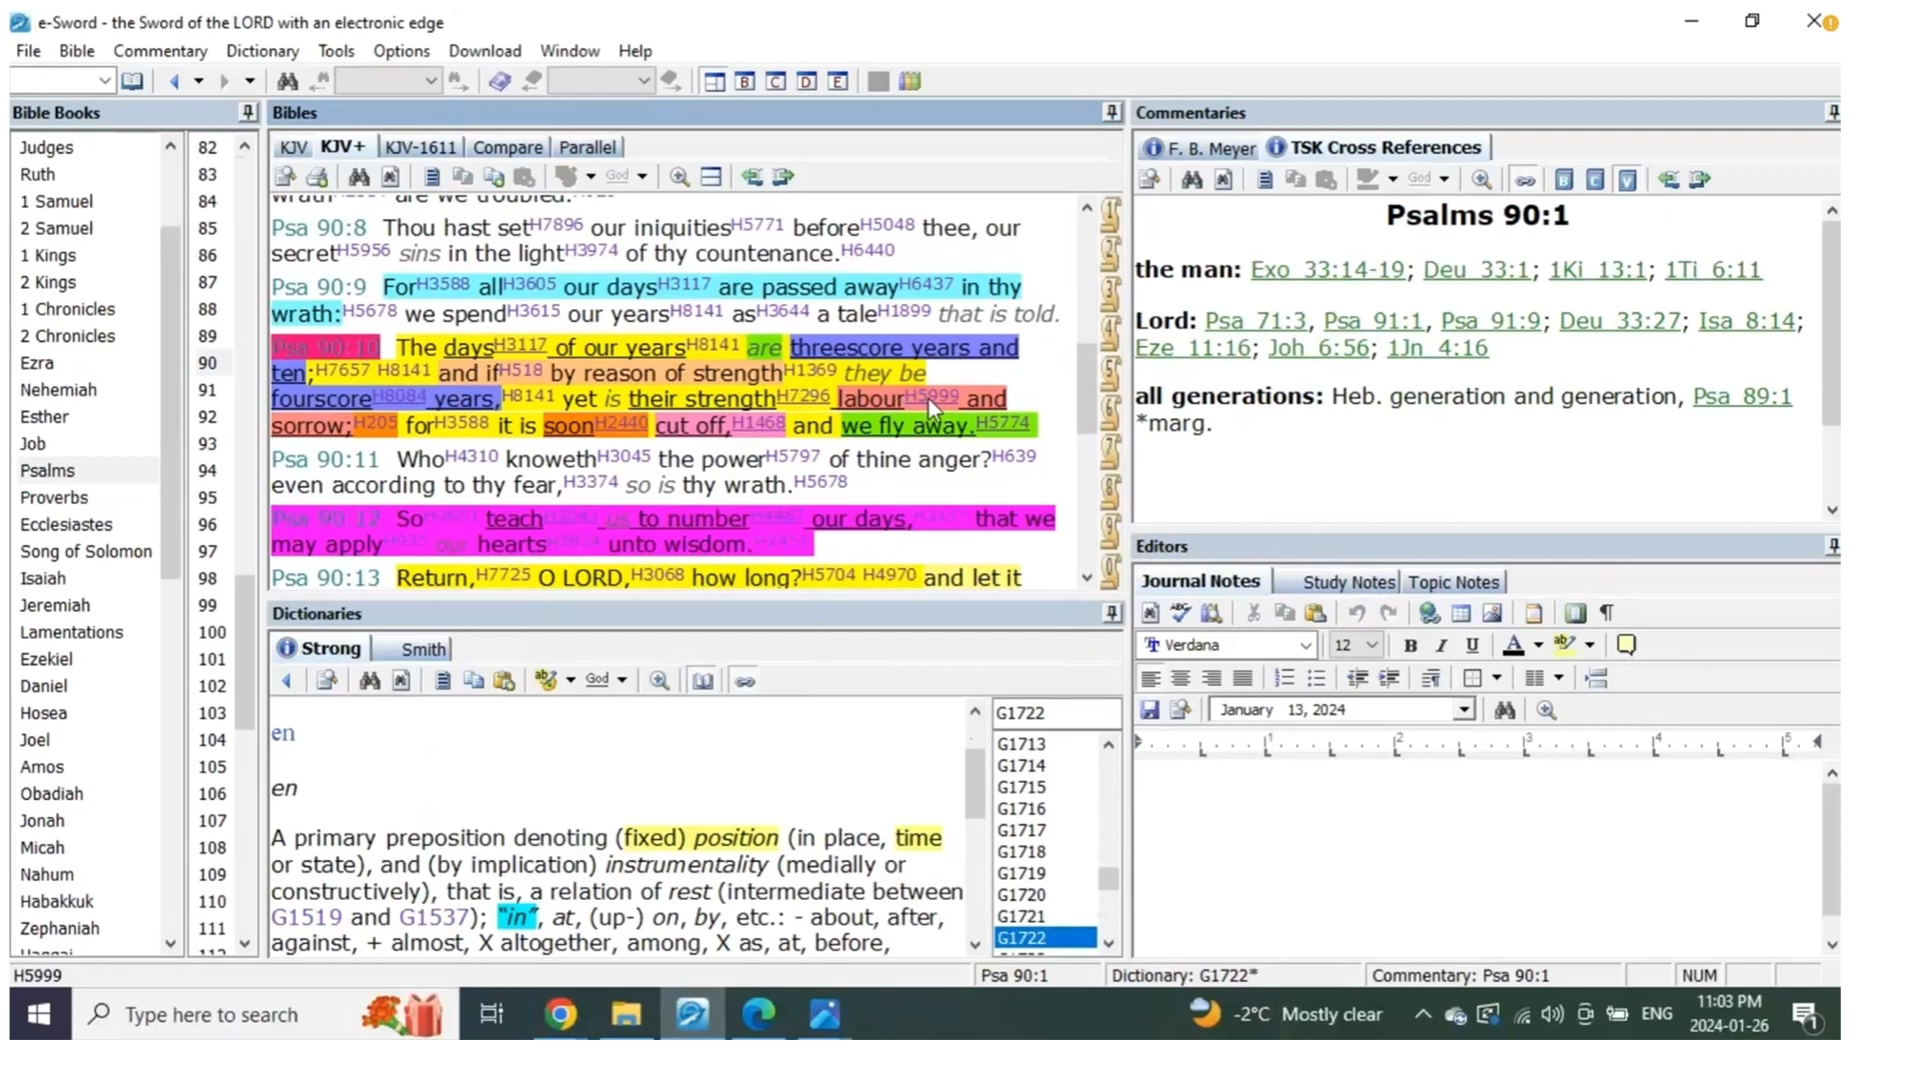 e-Sword - the Sword of the LORD with an electronic edge
File Bible Commentary Dictionary Tools Options Download Window Help
B C D E
Bible Books
Judges
Ruth
1 Samuel
2 Samuel
1 Kings
2 Kings
1 Chronicles
2 Chronicles
Ezra
Nehemiah
Esther
Job
Psalms
Proverbs
Ecclesiastes
Song of Solomon
Isaiah
Jeremiah
Lamentations
Ezekiel
Daniel
Hosea
Joel
Amos
Obadiah
Jonah
Micah
Nahum
Habakkuk
Zephaniah
82
83
84
85
86
87
88
89
90
91
92
93
94
95
96
97
98
99
100
101
102
103
104
105
106
107
108
109
110
111
Bibles
KJV KJV+ KJV-1611 Compare Parallel
God
wrath are we troubled.
Psa 90:8 Thou hast setH7896 our iniquitiesH5771 beforeH5048 thee, our
secretH5956 sins in the lightH3974 of thy countenance.H6440
Psa 90:9 ForH3588 allH3605 our daysH3117 are passed awayH6437 in thy
wrath:H5678 we spendH3615 our yearsH8141 asH3644 a taleH1899 that is told.
Psa 90:10 The daysH3117 of our yearsH8141 are threescore years and
ten;H7657 H8141 and ifH518 by reason of strengthH1369 they be
fourscoreH8084 years,H8141 yet is their strengthH7296 labourH5999 and
sorrow;H205 forH3588 it is soonH2440 cut off,H1468 and we fly away.H5774
Psa 90:11 WhoH4310 knowethH3045 the powerH5797 of thine anger?H639
even according to thy fear,H3374 so is thy wrath.H5678
Psa 90:12 So teach us to number our days, that we
may apply our hearts unto wisdom.
Psa 90:13 Return,H7725 O LORD,H3068 how long?H5704 H4970 and let it
Dictionaries
Strong Smith
God
en
en
A primary preposition denoting (fixed) position (in place, time
or state), and (by implication) instrumentality (medially or
constructively), that is, a relation of rest (intermediate between
G1519 and G1537); "in", at, (up-) on, by, etc.: - about, after,
against, + almost, X altogether, among, X as, at, before,
G1722
G1713
G1714
G1715
G1716
G1717
G1718
G1719
G1720
G1721
G1722
Commentaries
F. B. Meyer TSK Cross References
God B C V
Psalms 90:1
the man: Exo 33:14-19; Deu 33:1; 1Ki 13:1; 1Ti 6:11
Lord: Psa 71:3, Psa 91:1, Psa 91:9; Deu 33:27; Isa 8:14;
Eze 11:16; Joh 6:56; 1Jn 4:16
all generations: Heb. generation and generation, Psa 89:1
*marg.
Editors
Journal Notes Study Notes Topic Notes
Verdana 12 B I U A ab
January 13, 2024
1 2 3 4 5
H5999 Psa 90:1 Dictionary: G1722* Commentary: Psa 90:1 NUM
Type here to search
-2°C Mostly clear ENG
11:03 PM
2024-01-26
1